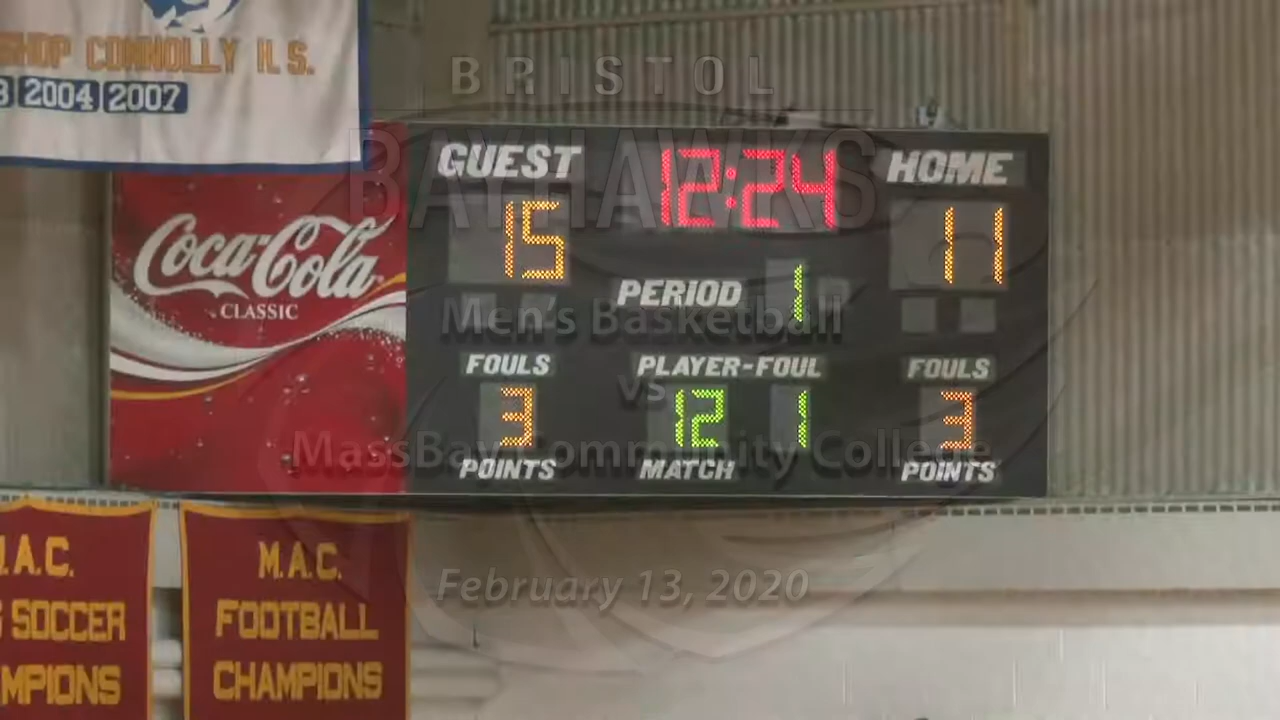 CONNOLLY H.S.
2004 2007
BRISTOL
BAYHAWKS
GUEST
12:24
HOME
15
11
Coca-Cola
CLASSIC
PERIOD
1
Men's Basketball
FOULS
PLAYER-FOUL
FOULS
vs
3
12
1
3
MassBay Community College
POINTS
MATCH
POINTS
M.A.C.
SOCCER
FOOTBALL
CHAMPIONS
February 13, 2020